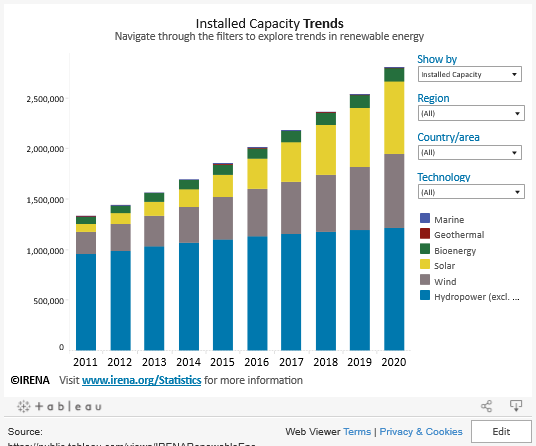 Installed Capacity Trends
Navigate through the filters to explore trends in renewable energy
Show by
Installed Capacity
Region
(All)
Country/area
(All)
Technology
(All)
Marine
Geothermal
Bioenergy
Solar
Wind
Hydropower (excl. ...
2,500,000
2,000,000
1,500,000
1,000,000
500,000
0
2011 2012 2013 2014 2015 2016 2017 2018 2019 2020
©IRENA Visit www.irena.org/Statistics for more information
+ a b l e a u
Source:
Web Viewer Terms | Privacy & Cookies
Edit